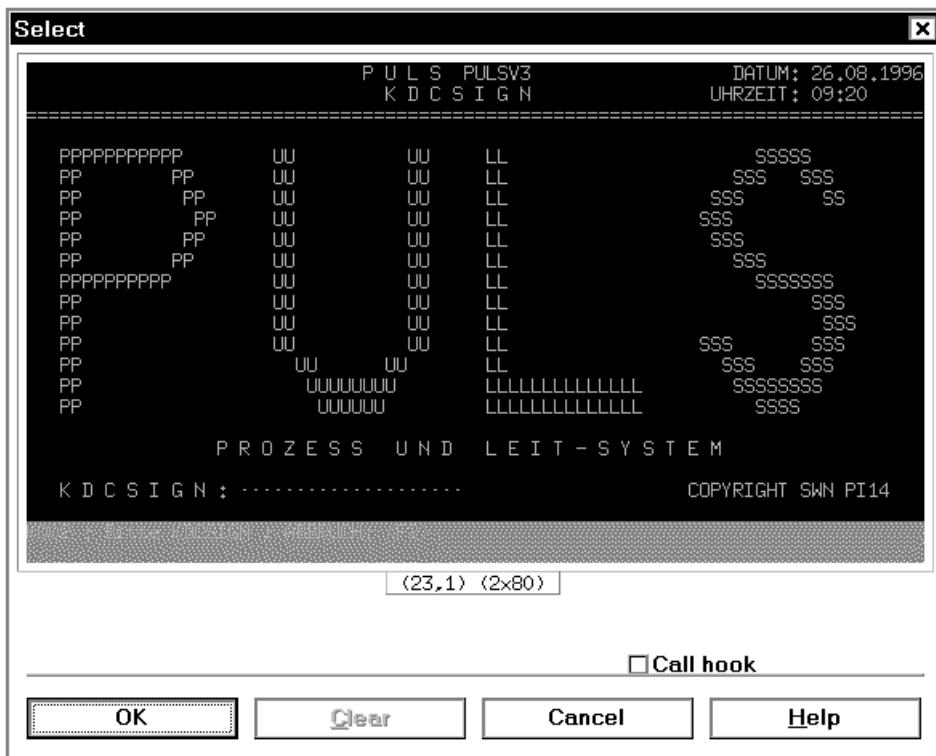 Select
P U L S PULSV3 DATUM: 26.08.1996
K D C S I G N UHRZEIT: 09:20
================================================================================
PPPPPPPPPPP UU UU LL SSSSS
PP PP UU UU LL SSS SSS
PP PP UU UU LL SSS SS
PP PP UU UU LL SSS
PP PP UU UU LL SSS
PP PP UU UU LL SSS
PPPPPPPPPP UU UU LL SSSSSSS
PP UU UU LL SSS
PP UU UU LL SSS
PP UU UU LL SSS SSS
PP UU UU LL SSS SSS
PP UUUUUUUU LLLLLLLLLLLLLL SSSSSSSS
PP UUUUUU LLLLLLLLLLLLLL SSSS
P R O Z E S S U N D L E I T - S Y S T E M
K D C S I G N : -------------------- COPYRIGHT SWN PI14
(23,1) (2x80)
Call hook
OK Clear Cancel Help